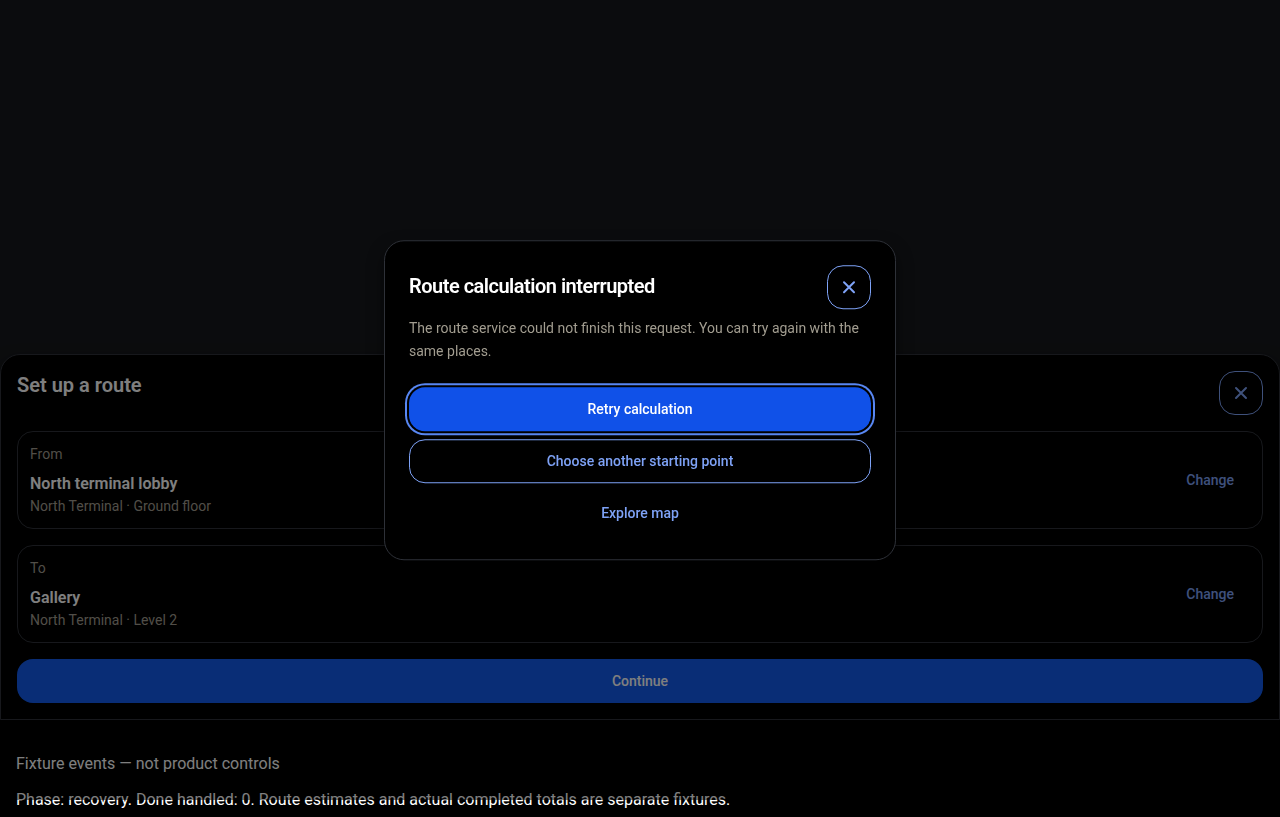 Route calculation interrupted
The route service could not finish this request. You can try again with the
same places.
Retry calculation
Choose another starting point
Explore map
Set up a route
From
North terminal lobby
North Terminal · Ground floor
Change
To
Gallery
North Terminal · Level 2
Change
Continue
Fixture events — not product controls
Phase: recovery. Done handled: 0. Route estimates and actual completed totals are separate fixtures.